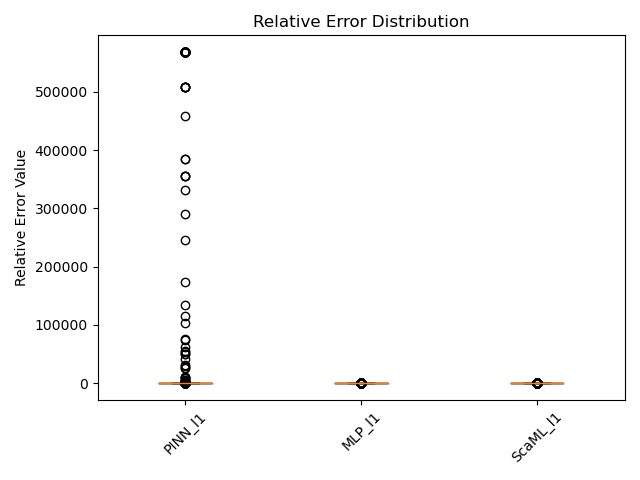 Relative Error Distribution
Relative Error Value
500000
400000
300000
200000
100000
0
PINN_l1
MLP_l1
ScaML_l1